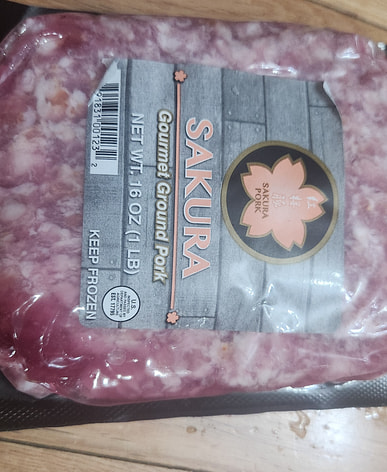 SAKURA
Gourmet Ground Pork
NET WT. 16 OZ (1 LB)
KEEP FROZEN
SAKURA
PORK
U.S.